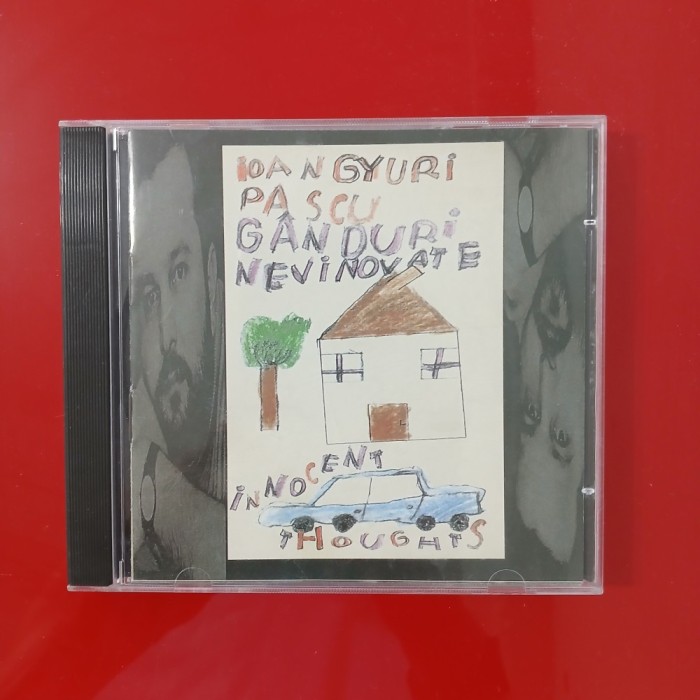 IOAN GYURi
PASCU
GÂNDURi
NEViNOVATE
iNNOCENT
THOUGHTS